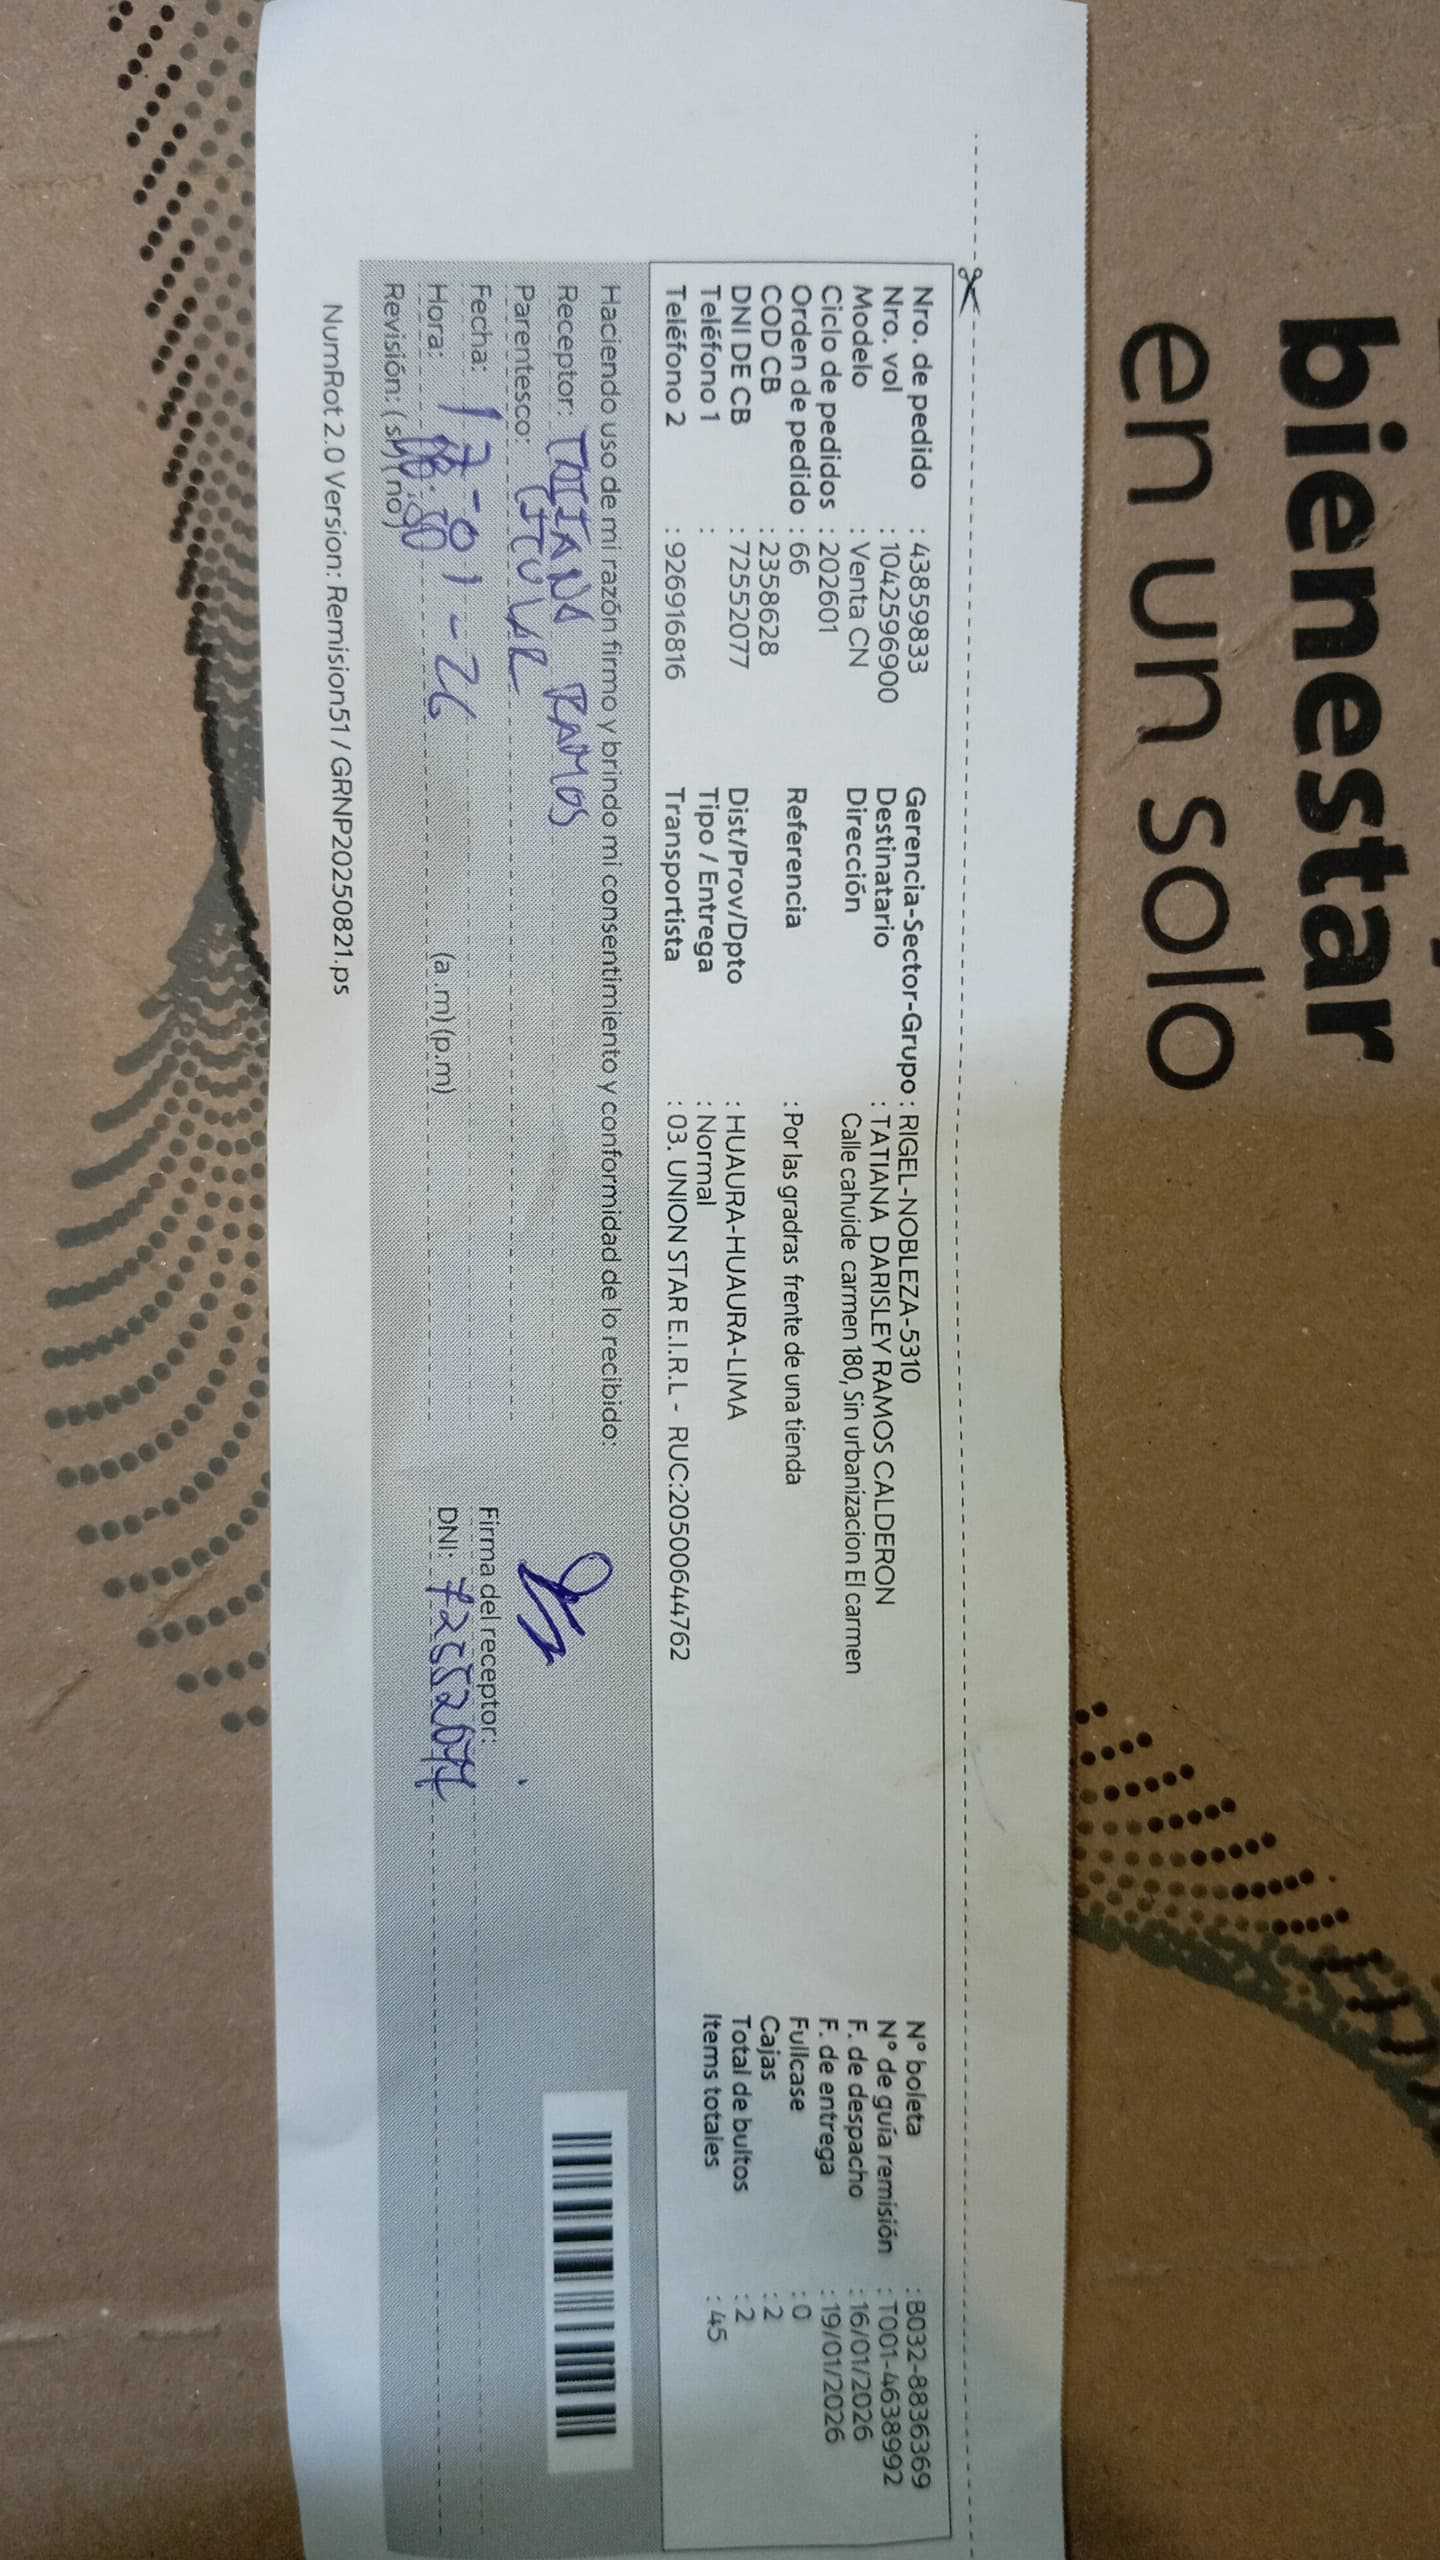 bienestar
en un solo
Nro. de pedido : 43859833
Nro. vol : 1042596900
Modelo : Venta CN
Ciclo de pedidos : 202601
Orden de pedido : 66
COD CB : 2358628
DNI DE CB : 72552077
Teléfono 1 :
Teléfono 2 : 926916816
Gerencia-Sector-Grupo : RIGEL-NOBLEZA-5310
Destinatario : TATIANA DARISLEY RAMOS CALDERON
Dirección Calle cahuide carmen 180, Sin urbanizacion El carmen
Referencia : Por las gradras frente de una tienda
Dist/Prov/Dpto : HUAURA-HUAURA-LIMA
Tipo / Entrega : Normal
Transportista : 03. UNION STAR E.I.R.L - RUC:20500644762
N° boleta : B032-8836369
N° de guía remisión : T001-4638992
F. de despacho : 16/01/2026
F. de entrega : 19/01/2026
Fullcase : 0
Cajas : 2
Total de bultos : 2
Items totales : 45
Haciendo uso de mi razón firmo y brindo mi consentimiento y conformidad de lo recibido:
Receptor: RAMOS
Parentesco: TITULAR
Fecha: 17-01-26
Hora: (a.m)(p.m)
Revisión: (si) (no)
Firma del receptor:
DNI: 72552077
NumRot 2.0 Version: Remision51 / GRNP20250821.ps